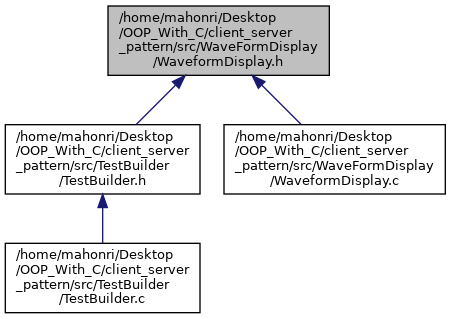 /home/mahonri/Desktop
/OOP_With_C/client_server
_pattern/src/WaveFormDisplay
/WaveformDisplay.h
/home/mahonri/Desktop
/OOP_With_C/client_server
_pattern/src/TestBuilder
/TestBuilder.h
/home/mahonri/Desktop
/OOP_With_C/client_server
_pattern/src/WaveFormDisplay
/WaveformDisplay.c
/home/mahonri/Desktop
/OOP_With_C/client_server
_pattern/src/TestBuilder
/TestBuilder.c